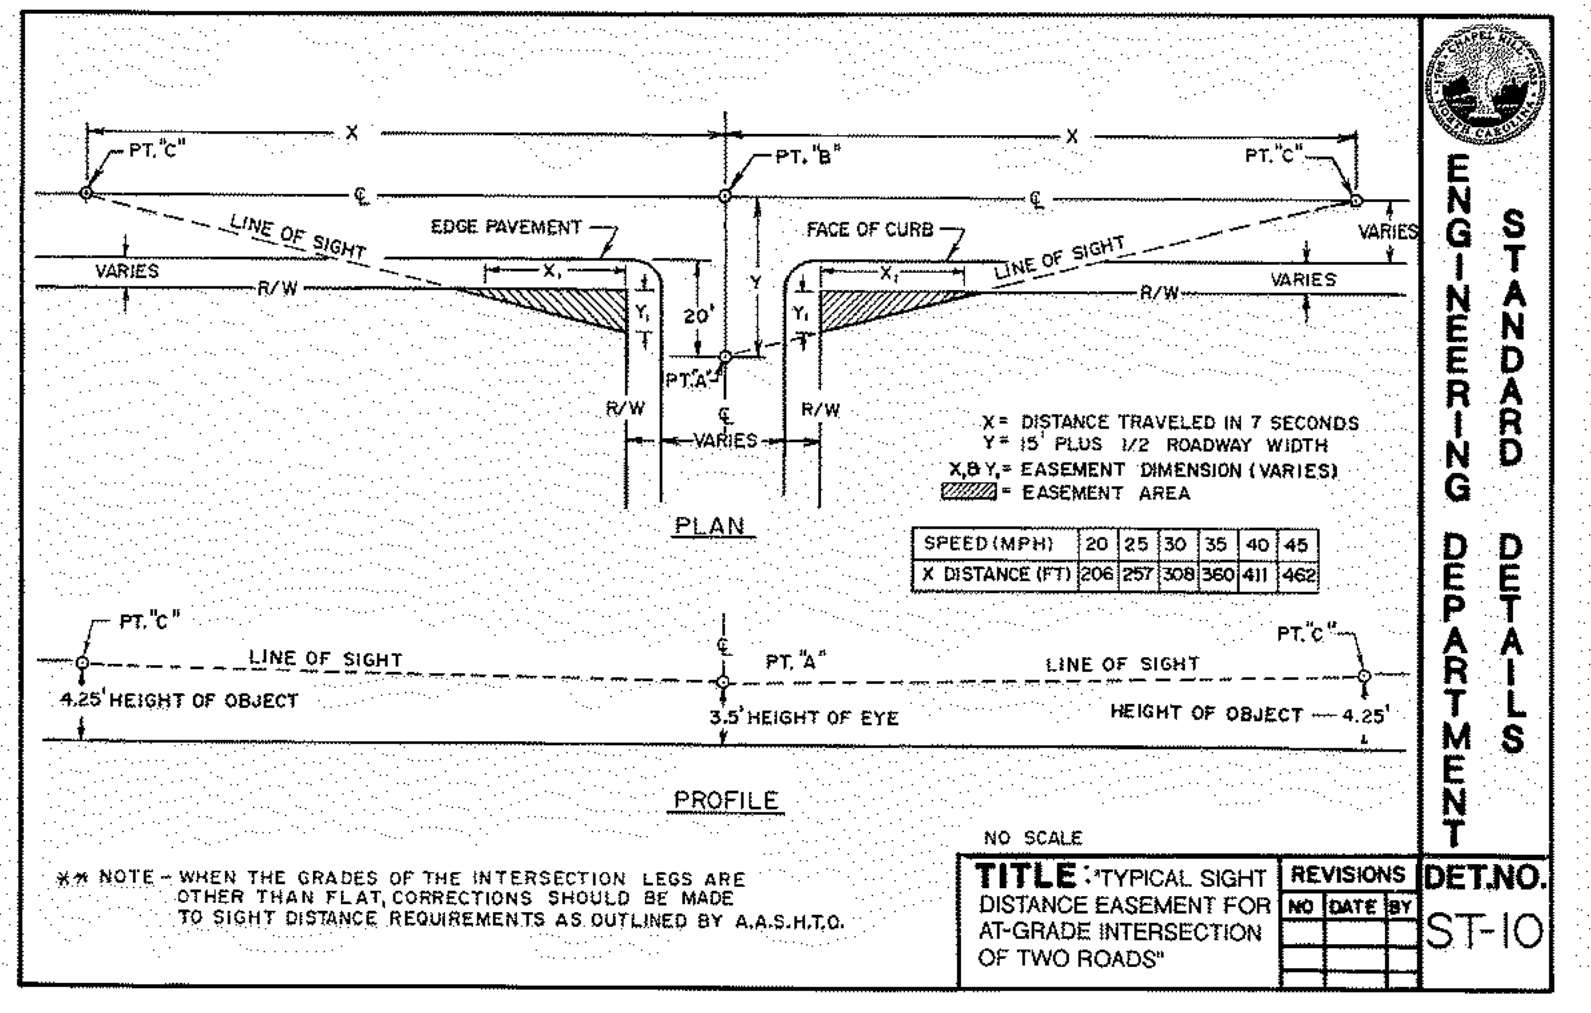 X
X
PT. "C"
PT. "B"
PT. "C"
℄
℄
LINE OF SIGHT
EDGE PAVEMENT
FACE OF CURB
LINE OF SIGHT
VARIES
VARIES
X₁
Y
X₁
VARIES
R/W
R/W
Y₁
20'
Y₁
PT. "A"
R/W
℄
R/W
VARIES
X = DISTANCE TRAVELED IN 7 SECONDS
Y = 15' PLUS 1/2 ROADWAY WIDTH
X₁ & Y₁ = EASEMENT DIMENSION (VARIES)
= EASEMENT AREA
PLAN
SPEED (MPH) 20 25 30 35 40 45
X DISTANCE (FT) 206 257 308 360 411 462
PT. "C"
℄
PT. "A"
PT. "C"
LINE OF SIGHT
LINE OF SIGHT
4.25' HEIGHT OF OBJECT
3.5' HEIGHT OF EYE
HEIGHT OF OBJECT — 4.25'
PROFILE
NO SCALE
** NOTE – WHEN THE GRADES OF THE INTERSECTION LEGS ARE
OTHER THAN FLAT, CORRECTIONS SHOULD BE MADE
TO SIGHT DISTANCE REQUIREMENTS AS OUTLINED BY A.A.S.H.T.O.
TITLE: "TYPICAL SIGHT
DISTANCE EASEMENT FOR
AT-GRADE INTERSECTION
OF TWO ROADS"
REVISIONS
NO DATE BY
CHAPEL HILL
NORTH CAROLINA
ENGINEERING DEPARTMENT
STANDARD DETAILS
DET.NO.
ST-10